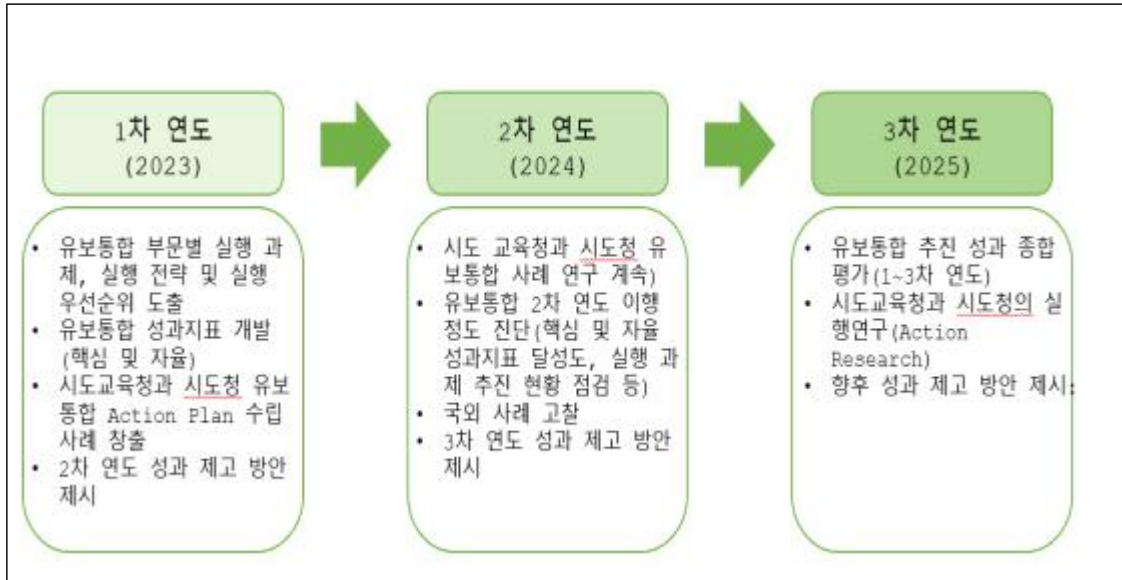 1차 연도
(2023)
• 유보통합 부문별 실행 과
제, 실행 전략 및 실행
우선순위 도출
• 유보통합 성과지표 개발
(핵심 및 자율)
• 시도교육청과 시도청 유보
통합 Action Plan 수립
사례 창출
• 2차 연도 성과 제고 방안
제시
2차 연도
(2024)
• 시도 교육청과 시도청 유
보통합 사례 연구 계속)
• 유보통합 2차 연도 이행
정도 진단(핵심 및 자율
성과지표 달성도, 실행 과
제 추진 현황 점검 등)
• 국외 사례 고찰
• 3차 연도 성과 제고 방안
제시
3차 연도
(2025)
• 유보통합 추진 성과 종합
평가(1~3차 연도)
• 시도교육청과 시도청의 실
행연구(Action
Research)
• 향후 성과 제고 방안 제시: